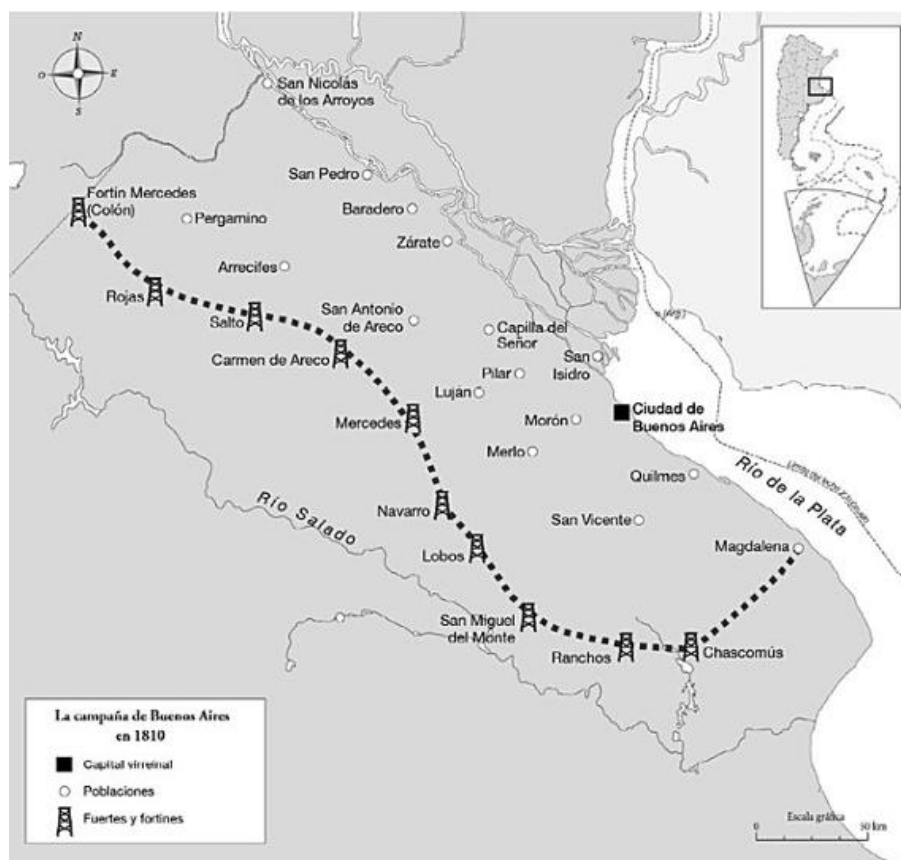 N
O
E
S
San Nicolás
de los Arroyos
San Pedro
Fortín Mercedes
(Colón)
Pergamino
Baradero
Zárate
Arrecifes
Rojas
Salto
San Antonio
de Areco
Capilla del
Señor
Carmen de Areco
San
Isidro
Pilar
Luján
Ciudad de
Buenos Aires
Mercedes
Morón
Merlo
Río de la Plata
Quilmes
Río Salado
Navarro
San Vicente
Lobos
Magdalena
San Miguel
del Monte
Ranchos
Chascomús
La campaña de Buenos Aires
en 1810
Capital virreinal
Poblaciones
Fuertes y fortines
Escala gráfica
0
50 km